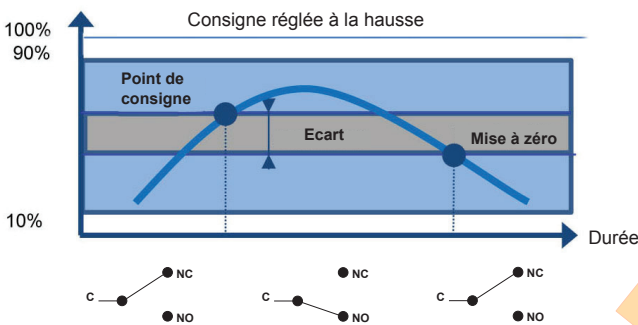 Consigne réglée à la hausse
100%
90%
Point de
consigne
Ecart
Mise à zéro
10%
Durée
NC
NC
NC
C
C
C
NO
NO
NO